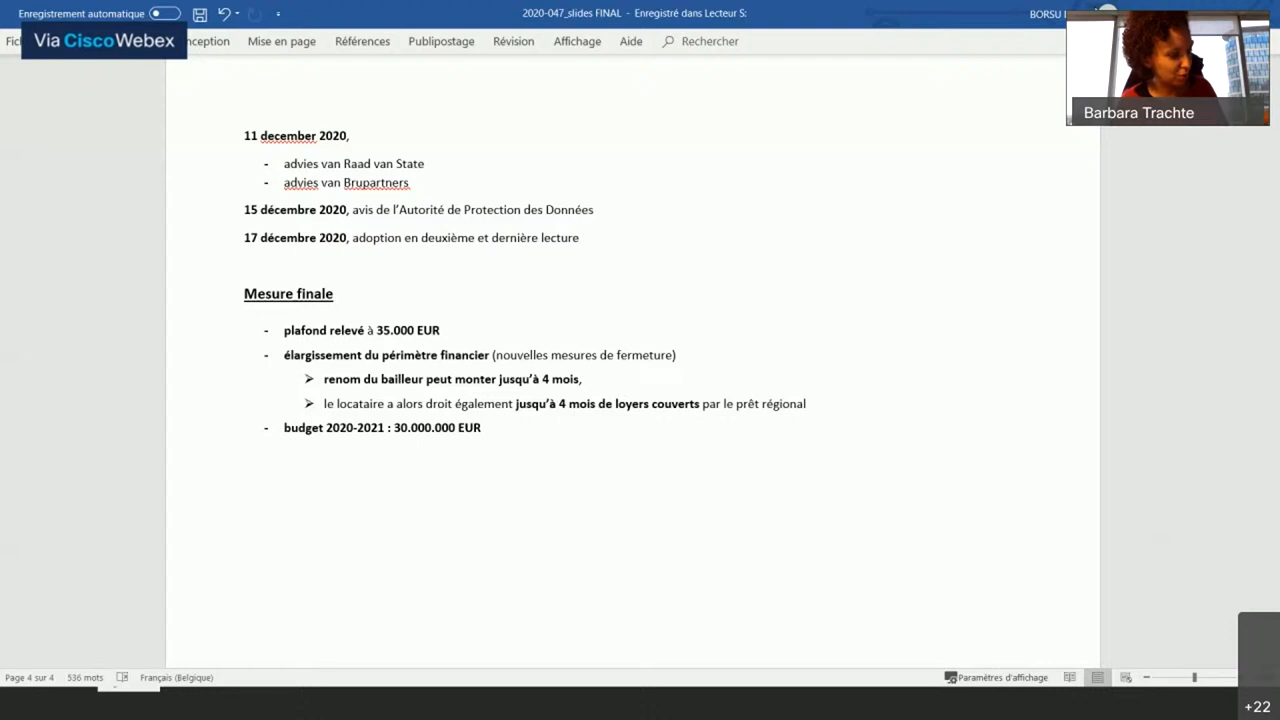 Enregistrement automatique
2020-047_slides FINAL - Enregistré dans Lecteur S:
BORSU
Via CiscoWebex
Fic
nception
Mise en page
Références
Publipostage
Révision
Affichage
Aide
Rechercher
Barbara Trachte
11 december 2020,
- advies van Raad van State
- advies van Brupartners
15 décembre 2020, avis de l’Autorité de Protection des Données
17 décembre 2020, adoption en deuxième et dernière lecture
Mesure finale
- plafond relevé à 35.000 EUR
- élargissement du périmètre financier (nouvelles mesures de fermeture)
➢ renom du bailleur peut monter jusqu’à 4 mois,
➢ le locataire a alors droit également jusqu’à 4 mois de loyers couverts par le prêt régional
- budget 2020-2021 : 30.000.000 EUR
Page 4 sur 4
536 mots
Français (Belgique)
Paramètres d'affichage
+22